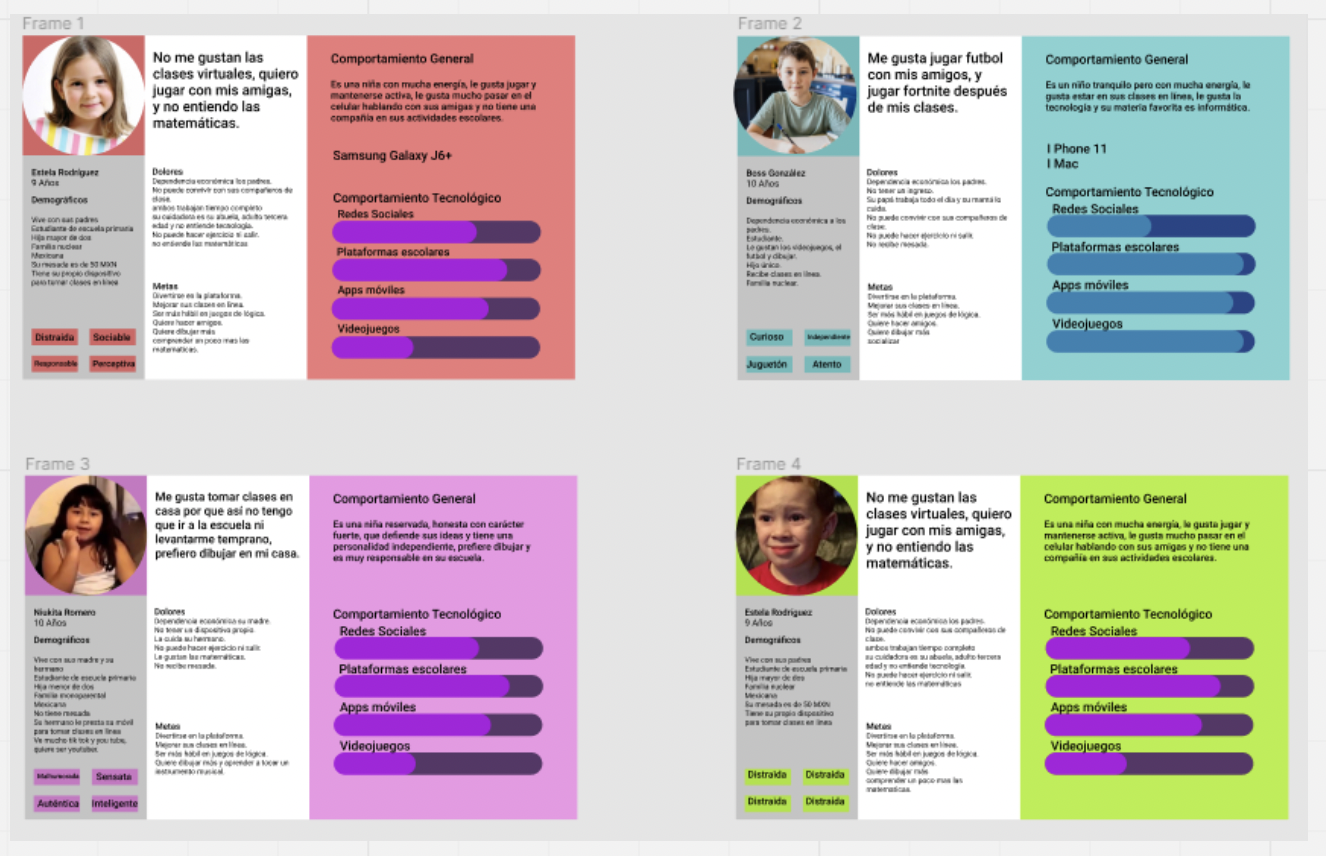 Frame 1
No me gustan las
clases virtuales, quiero
jugar con mis amigas,
y no entiendo las
matemáticas.
Estela Rodríguez
9 Años
Demográficos
Vive con sus padres
Estudiante de escuela primaria
Hija mayor de dos
Familia nuclear
Mexicana
Su mesada es de 50 MXN
Tiene su propio dispositivo
para tomar clases en línea
Distraida
Sociable
Responsable
Perceptiva
Dolores
Dependencia económica los padres.
No puede convivir con sus compañeros de
clase.
ambos trabajan tiempo completo
su cuidadora es su abuela, adulto tercera
edad y no entiende tecnología.
No puede hacer ejercicio ni salir.
no entiende las matemáticas
Metas
Divertirse en la plataforma.
Mejorar sus clases en línea.
Ser más hábil en juegos de lógica.
Quiere hacer amigos.
Quiere dibujar más
comprender un poco mas las
matematicas.
Comportamiento General
Es una niña con mucha energía, le gusta jugar y
mantenerse activa, le gusta mucho pasar en el
celular hablando con sus amigas y no tiene una
compañía en sus actividades escolares.
Samsung Galaxy J6+
Comportamiento Tecnológico
Redes Sociales
Plataformas escolares
Apps móviles
Videojuegos
Frame 2
Me gusta jugar futbol
con mis amigos, y
jugar fortnite después
de mis clases.
Boss González
10 Años
Demográficos
Dependencia económica a los
padres.
Estudiante.
Le gustan los videojuegos, el
futbol y dibujar.
Hijo único.
Recibe clases en línea.
Familia nuclear.
Curioso
Independiente
Juguetón
Atento
Dolores
Dependencia económica los padres.
No tener un ingreso.
Su papá trabaja todo el día y su mamá lo
cuida.
No puede convivir con sus compañeros de
clase.
No puede hacer ejercicio ni salir.
No recibe mesada.
Metas
Divertirse en la plataforma.
Mejorar sus clases en línea.
Ser más hábil en juegos de lógica.
Quiere hacer amigos.
Quiere dibujar más
socializar
Comportamiento General
Es un niño tranquilo pero con mucha energía, le
gusta estar en sus clases en línea, le gusta la
tecnología y su materia favorita es informática.
I Phone 11
I Mac
Comportamiento Tecnológico
Redes Sociales
Plataformas escolares
Apps móviles
Videojuegos
Frame 3
Me gusta tomar clases en
casa por que así no tengo
que ir a la escuela ni
levantarme temprano,
prefiero dibujar en mi casa.
Niukita Romero
10 Años
Demográficos
Vive con su madre y su
hermano
Estudiante de escuela primaria
Hija menor de dos
Familia monoparental
Mexicana
No tiene mesada
Su hermano le presta su móvil
para tomar clases en línea
Ve mucho tik tok y you tube,
quiere ser youtuber.
Malhumorada
Sensata
Auténtica
Inteligente
Dolores
Dependencia económica su madre.
No tener un dispositivo propio.
La cuida su hermano.
No puede hacer ejercicio ni salir.
Le gustan las matemáticas.
No recibe mesada.
Metas
Divertirse en la plataforma.
Mejorar sus clases en línea.
Ser más hábil en juegos de lógica.
Quiere dibujar más y aprender a tocar un
instrumento musical.
Comportamiento General
Es una niña reservada, honesta con carácter
fuerte, que defiende sus ideas y tiene una
personalidad independiente, prefiere dibujar y
es muy responsable en su escuela.
Comportamiento Tecnológico
Redes Sociales
Plataformas escolares
Apps móviles
Videojuegos
Frame 4
No me gustan las
clases virtuales, quiero
jugar con mis amigas,
y no entiendo las
matemáticas.
Estela Rodríguez
9 Años
Demográficos
Vive con sus padres
Estudiante de escuela primaria
Hija mayor de dos
Familia nuclear
Mexicana
Su mesada es de 50 MXN
Tiene su propio dispositivo
para tomar clases en línea
Distraida
Distraida
Distraida
Distraida
Dolores
Dependencia económica los padres.
No puede convivir con sus compañeros de
clase.
ambos trabajan tiempo completo
su cuidadora es su abuela, adulto tercera
edad y no entiende tecnología.
No puede hacer ejercicio ni salir.
no entiende las matemáticas
Metas
Divertirse en la plataforma.
Mejorar sus clases en línea.
Ser más hábil en juegos de lógica.
Quiere hacer amigos.
Quiere dibujar más
comprender un poco mas las
matematicas.
Comportamiento General
Es una niña con mucha energía, le gusta jugar y
mantenerse activa, le gusta mucho pasar en el
celular hablando con sus amigas y no tiene una
compañía en sus actividades escolares.
Comportamiento Tecnológico
Redes Sociales
Plataformas escolares
Apps móviles
Videojuegos